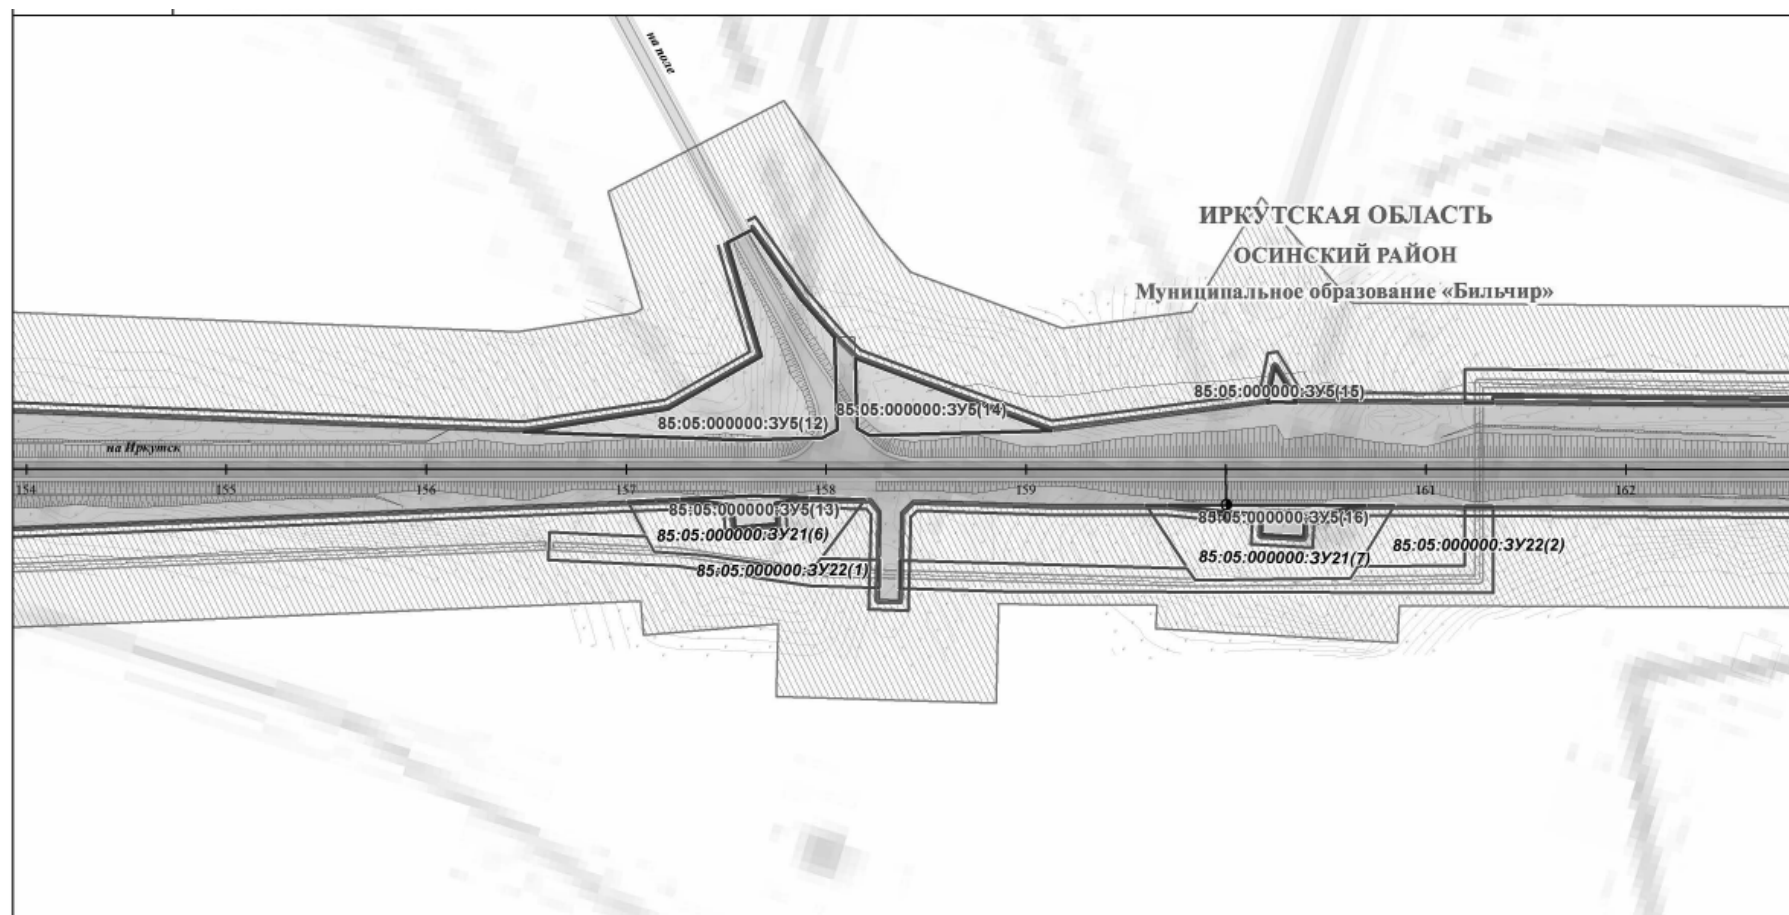 на поле
ИРКУТСКАЯ ОБЛАСТЬ
ОСИНСКИЙ РАЙОН
Муниципальное образование «Бильчир»
85:05:000000:ЗУ5(15)
85:05:000000:ЗУ5(14)
85:05:000000:ЗУ5(12)
на Иркутск
154 155 156 157 158 159 161 162
85:05:000000:ЗУ5(13)
85:05:000000:ЗУ5(16)
85:05:000000:ЗУ21(6)
85:05:000000:ЗУ22(2)
85:05:000000:ЗУ21(7)
85:05:000000:ЗУ22(1)